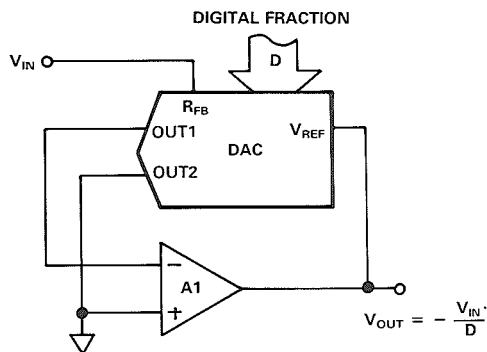 DIGITAL FRACTION
D
V_IN
R_FB
OUT1
V_REF
DAC
OUT2
−
A1
+
V_OUT = − V_IN / D